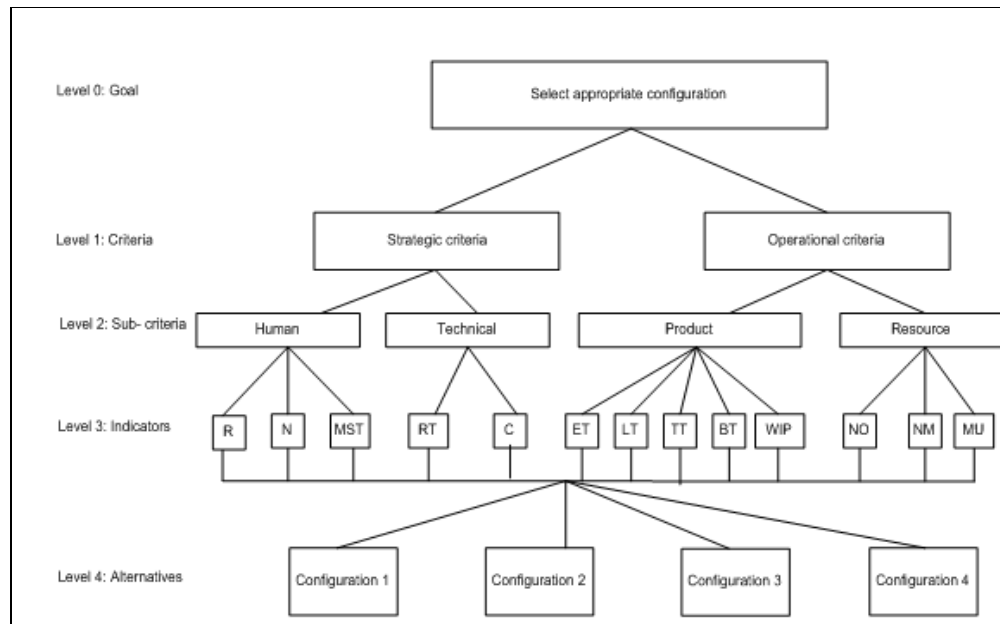 Level 0: Goal
Select appropriate configuration
Level 1: Criteria
Strategic criteria
Operational criteria
Level 2: Sub- criteria
Human
Technical
Product
Resource
Level 3: Indicators
R
N
MST
RT
C
ET
LT
TT
BT
WIP
NO
NM
MU
Level 4: Alternatives
Configuration 1
Configuration 2
Configuration 3
Configuration 4